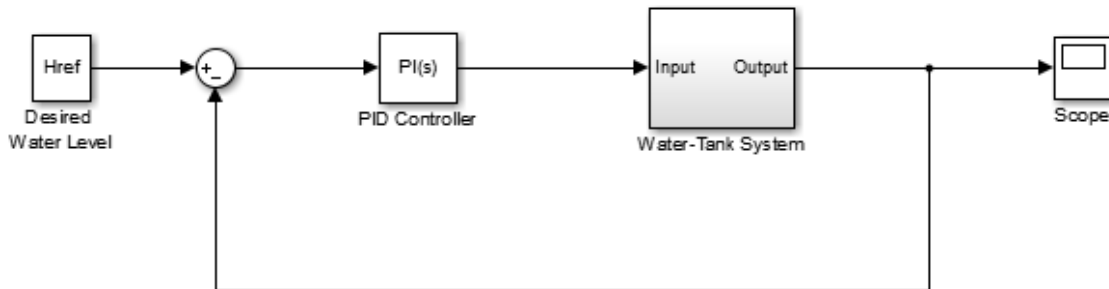 Href
Desired
Water Level
+
−
PI(s)
PID Controller
Input
Output
Water-Tank System
Scope